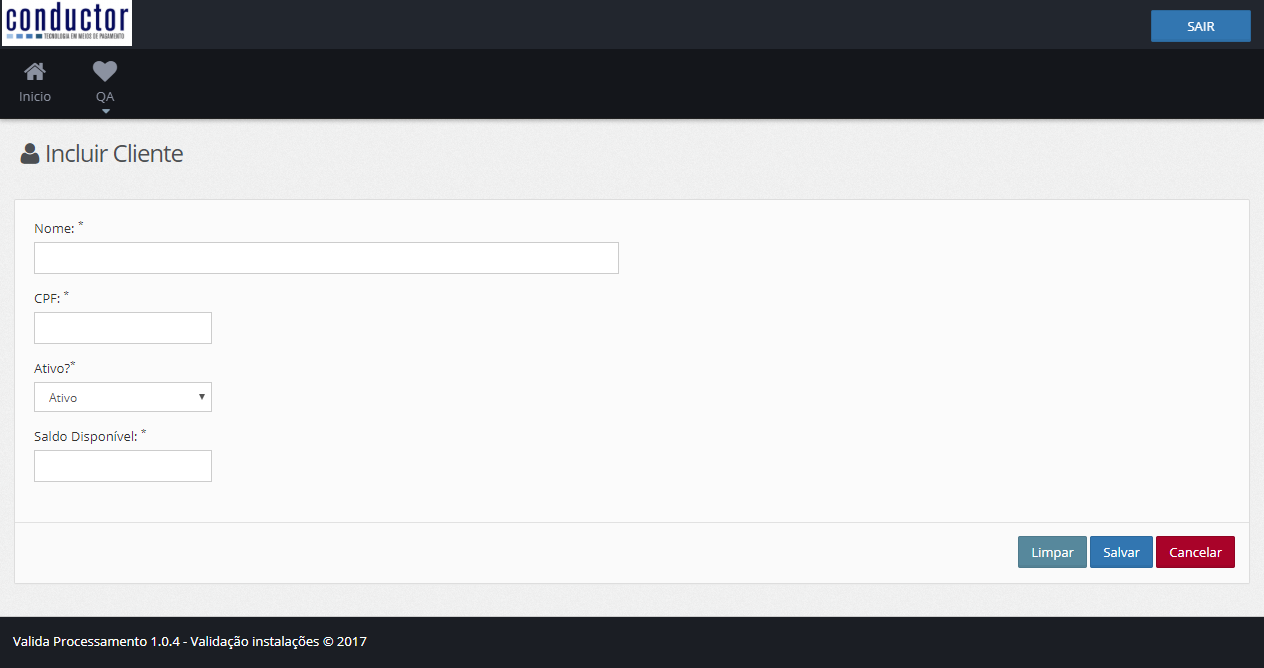 conductor
TECNOLOGIA EM MEIOS DE PAGAMENTO
SAIR
Inicio
QA
Incluir Cliente
Nome: *
CPF: *
Ativo?*
Ativo
Saldo Disponível: *
Limpar Salvar Cancelar
Valida Processamento 1.0.4 - Validação instalações © 2017